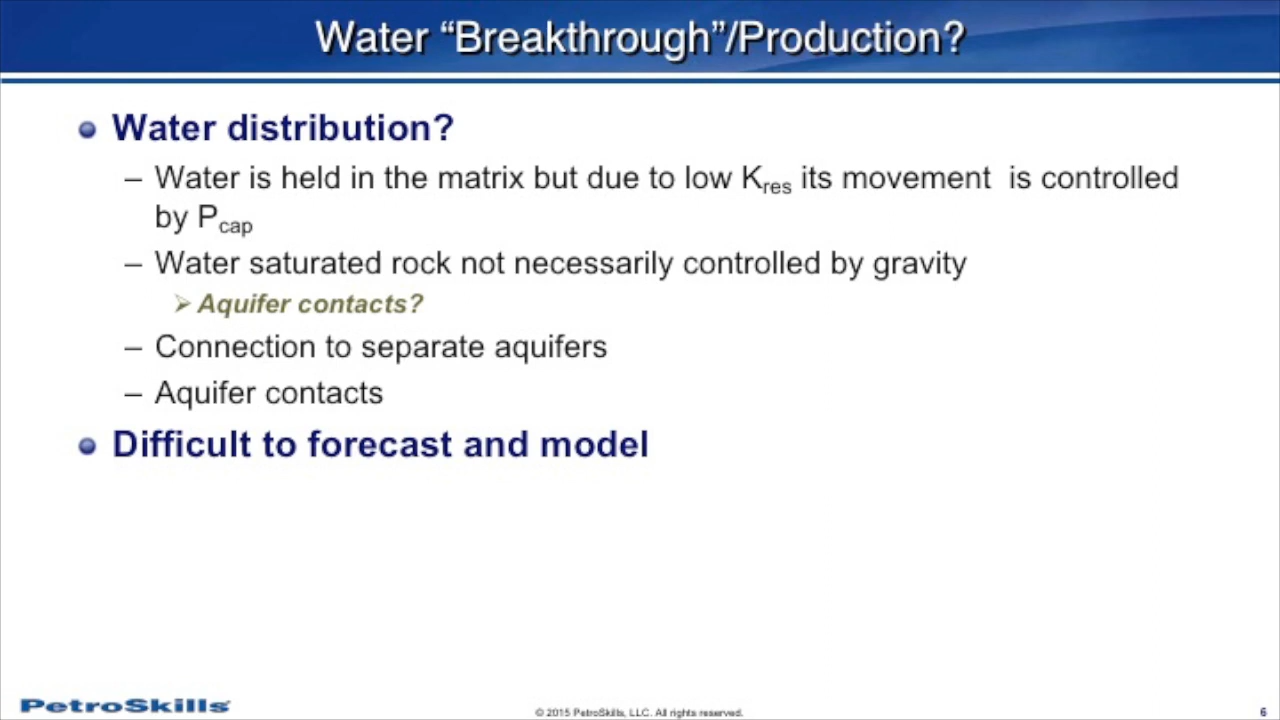 Water “Breakthrough”/Production?
Water distribution?
– Water is held in the matrix but due to low Kres its movement is controlled
by Pcap
– Water saturated rock not necessarily controlled by gravity
Aquifer contacts?
– Connection to separate aquifers
– Aquifer contacts
Difficult to forecast and model
PetroSkills
© 2015 PetroSkills, LLC. All rights reserved.
6